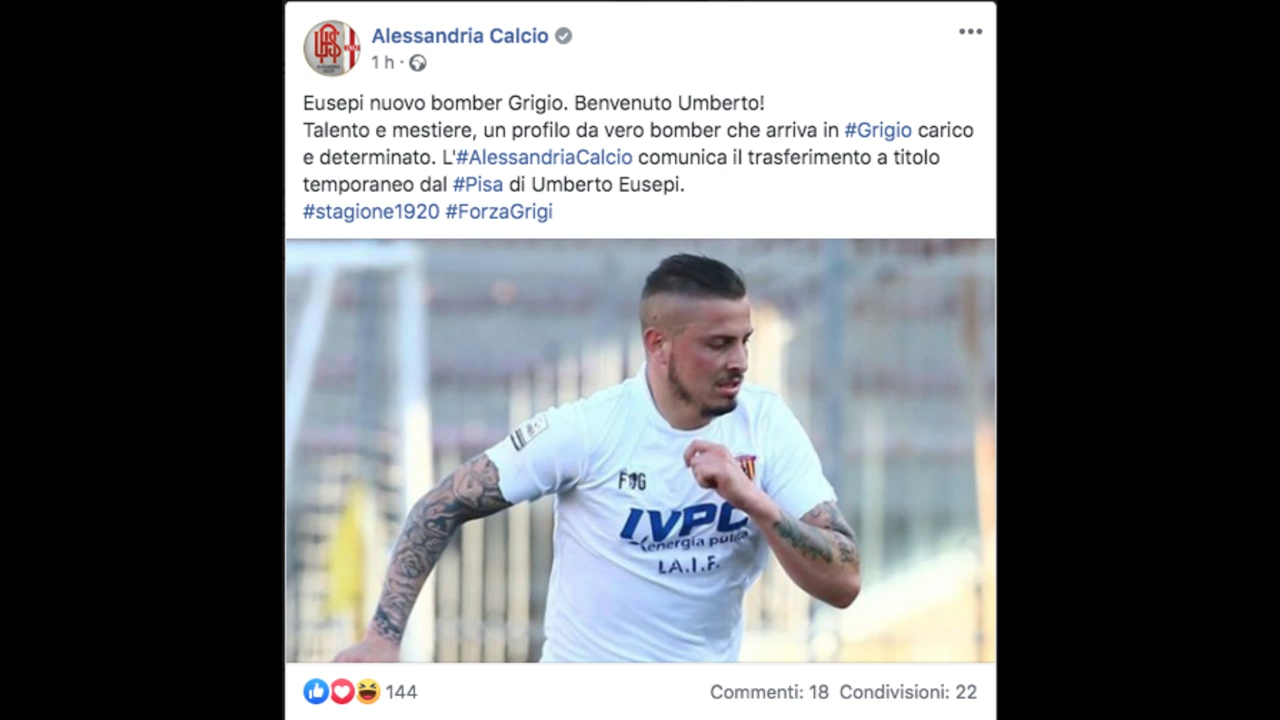 Alessandria Calcio
1 h ·
Eusepi nuovo bomber Grigio. Benvenuto Umberto!
Talento e mestiere, un profilo da vero bomber che arriva in #Grigio carico
e determinato. L'#AlessandriaCalcio comunica il trasferimento a titolo
temporaneo dal #Pisa di Umberto Eusepi.
#stagione1920 #ForzaGrigi
FOG
IVPC
energia pulita
I.A.I.F.
144 Commenti: 18 Condivisioni: 22